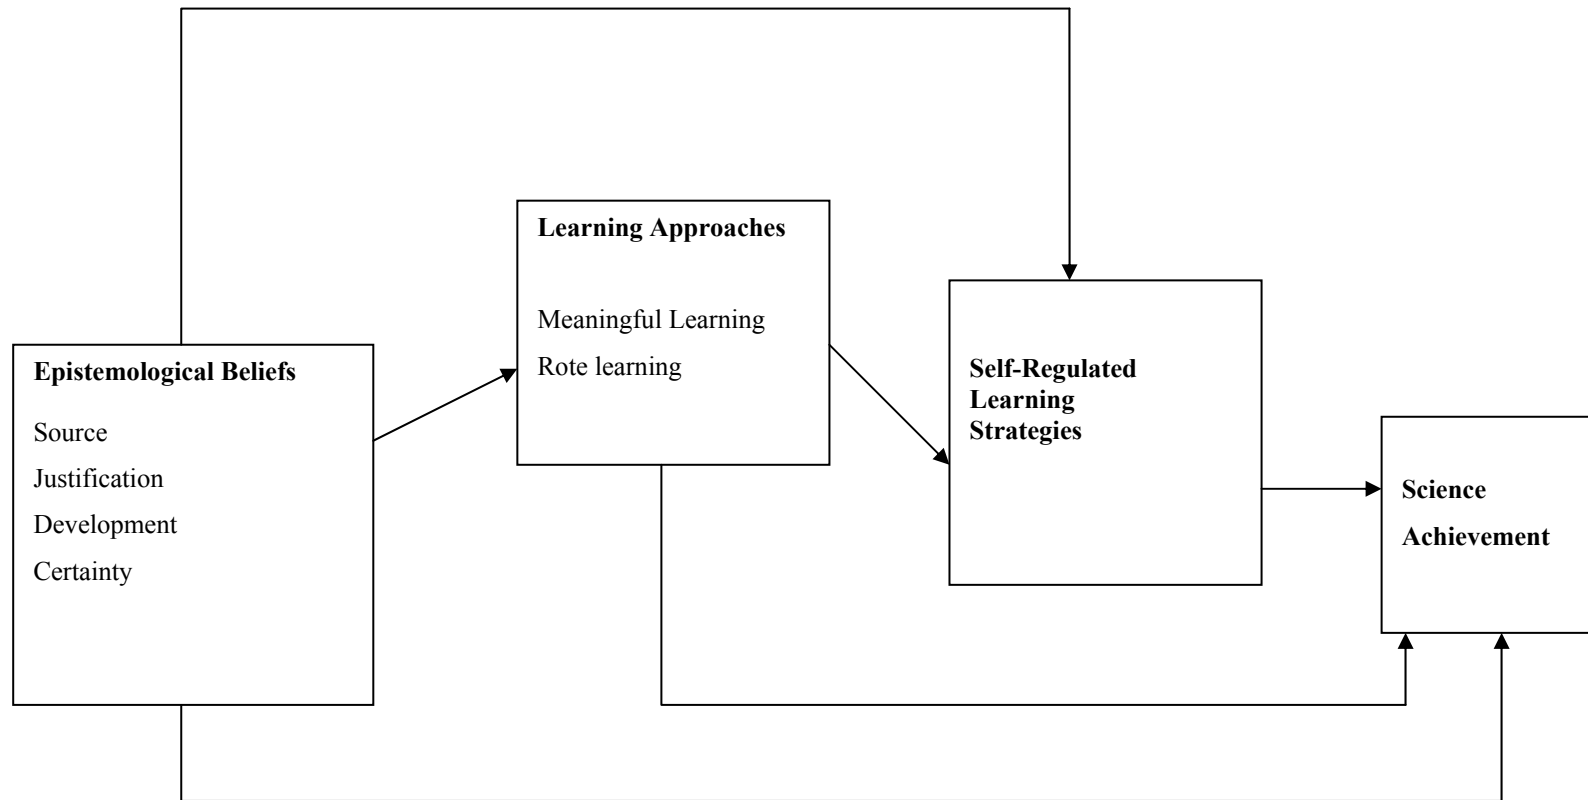 Learning Approaches
Meaningful Learning
Rote learning
Epistemological Beliefs
Source
Justification
Development
Certainty
Self-Regulated
Learning
Strategies
Science
Achievement